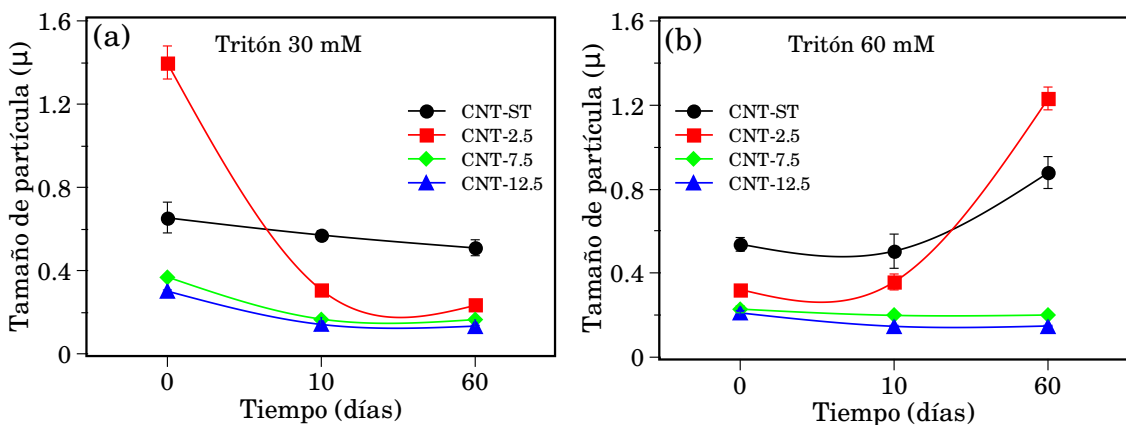 (a)
Tritón 30 mM
Tamaño de partícula (μ)
1.6
1.2
0.8
0.4
0
CNT-ST
CNT-2.5
CNT-7.5
CNT-12.5
0 10 60
Tiempo (días)
(b)
Tritón 60 mM
Tamaño de partícula (μ)
1.6
1.2
0.8
0.4
0
CNT-ST
CNT-2.5
CNT-7.5
CNT-12.5
0 10 60
Tiempo (días)